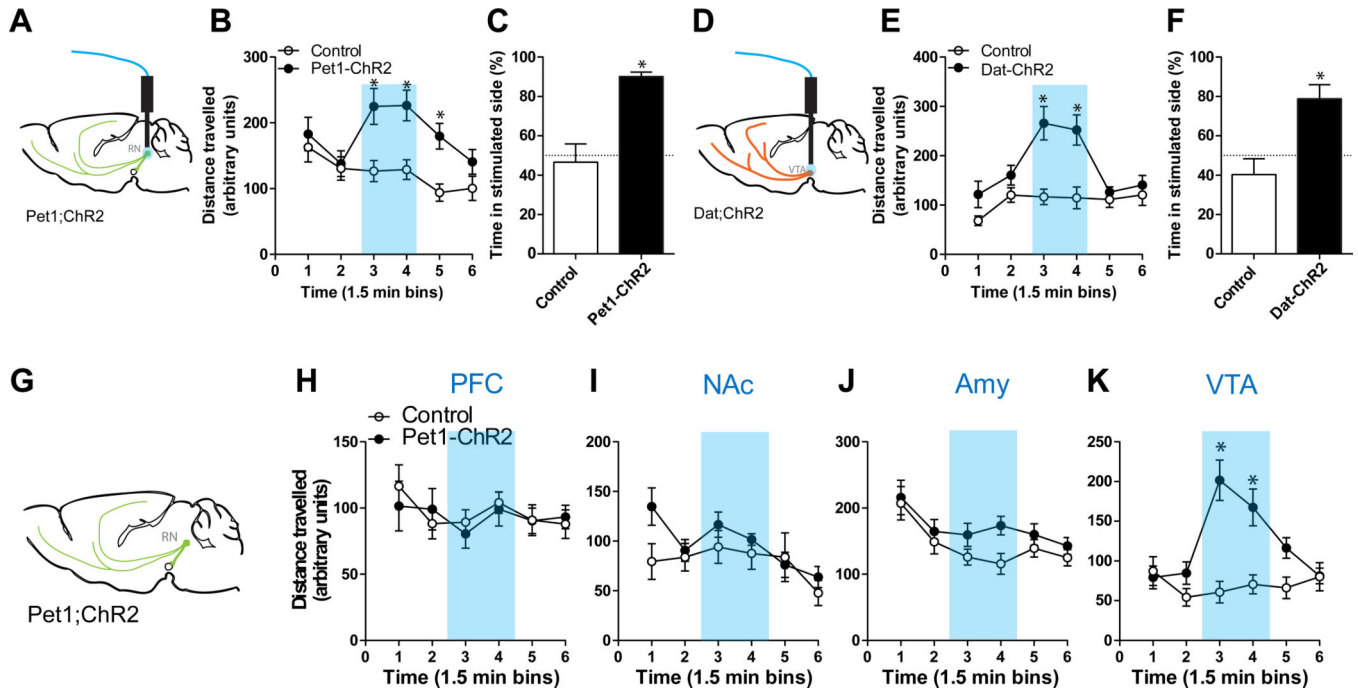 A
RN
Pet1;ChR2
B
Control
Pet1-ChR2
Distance travelled
(arbitrary units)
300
200
100
0
* * *
0 1 2 3 4 5 6
Time (1.5 min bins)
C
Time in stimulated side (%)
100
80
60
40
20
0
*
Control
Pet1-ChR2
D
VTA
Dat;ChR2
E
Control
Dat-ChR2
Distance travelled
(arbitrary units)
400
300
200
100
0
* *
0 1 2 3 4 5 6
Time (1.5 min bins)
F
Time in stimulated side (%)
100
80
60
40
20
0
*
Control
Dat-ChR2
G
RN
Pet1;ChR2
H
PFC
Control
Pet1-ChR2
Distance travelled
(arbitrary units)
150
100
50
0
0 1 2 3 4 5 6
Time (1.5 min bins)
I
NAc
200
150
100
50
0
0 1 2 3 4 5 6
Time (1.5 min bins)
J
Amy
300
200
100
0
0 1 2 3 4 5 6
Time (1.5 min bins)
K
VTA
250
200
150
100
50
0
* *
0 1 2 3 4 5 6
Time (1.5 min bins)